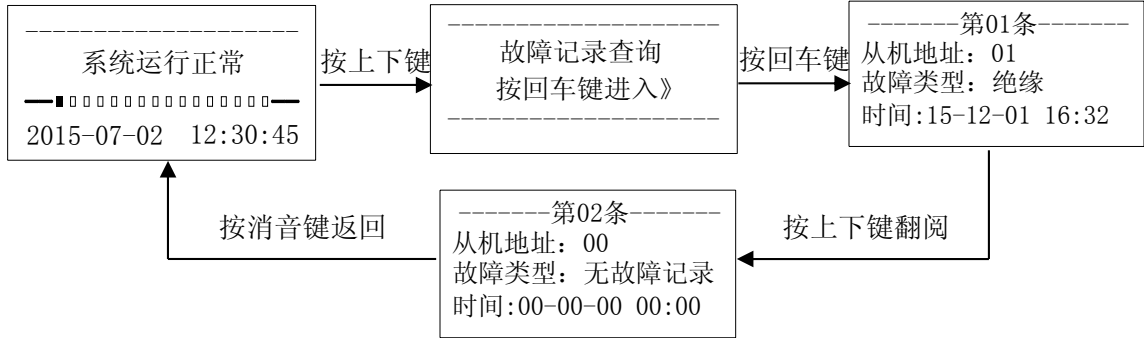 --------------------
系统运行正常
2015-07-02  12:30:45
按上下键
--------------------
故障记录查询
按回车键进入》
--------------------
按回车键
-------第01条-------
从机地址: 01
故障类型: 绝缘
时间:15-12-01 16:32
按上下键翻阅
-------第02条-------
从机地址: 00
故障类型: 无故障记录
时间:00-00-00 00:00
按消音键返回